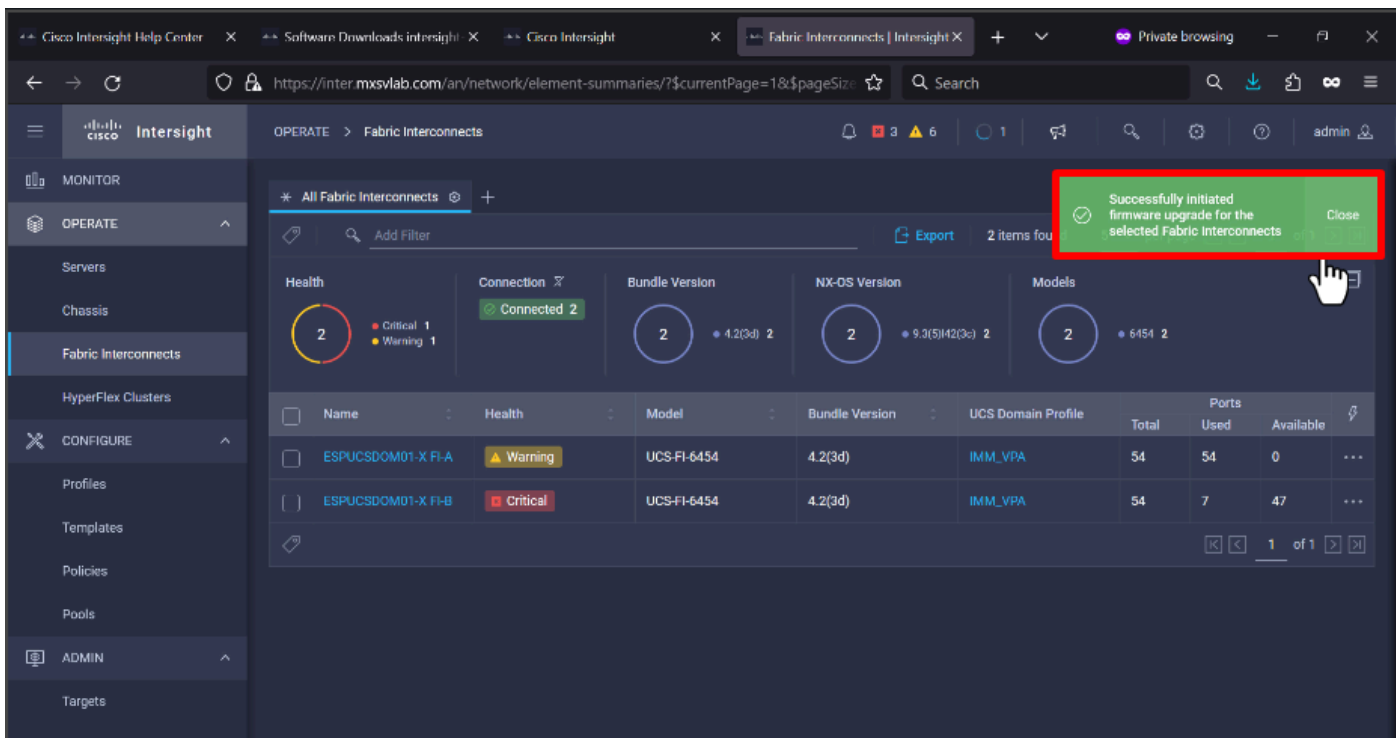 Cisco Intersight Help Center
Software Downloads intersight
Cisco Intersight
Fabric Interconnects | Intersight
Private browsing
https://inter.mxsvlab.com/an/network/element-summaries/?$currentPage=1&$pageSize
Search
cisco Intersight
OPERATE > Fabric Interconnects
3 6 1
admin
MONITOR
OPERATE
Servers
Chassis
Fabric Interconnects
HyperFlex Clusters
CONFIGURE
Profiles
Templates
Policies
Pools
ADMIN
Targets
All Fabric Interconnects
Successfully initiated
firmware upgrade for the
selected Fabric Interconnects
Close
Add Filter
Export
2 items found
Health
2
Critical 1
Warning 1
Connection
Connected 2
Bundle Version
2
4.2(3d) 2
NX-OS Version
2
9.3(5)I42(3c) 2
Models
2
6454 2
Name Health Model Bundle Version UCS Domain Profile Ports
Total Used Available
ESPUCSDOM01-X FI-A Warning UCS-FI-6454 4.2(3d) IMM_VPA 54 54 0
ESPUCSDOM01-X FI-B Critical UCS-FI-6454 4.2(3d) IMM_VPA 54 7 47
1 of 1